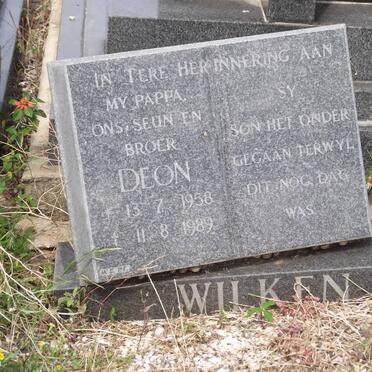 IN TERE HERINNERING AAN
MY PAPPA,
ONS, SEUN EN
BROER
DEON
* 13. 7. 1958
† 11. 8. 1989
SY
SON HET ONDER
GEGAAN TERWYL
DIT NOG DAG
WAS.
WILKEN